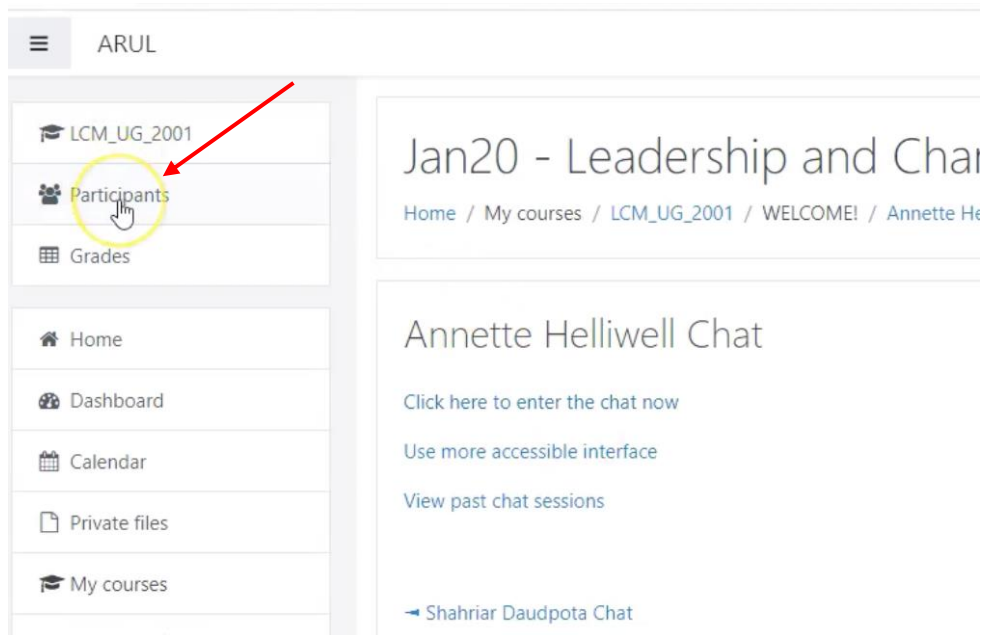 ARUL
LCM_UG_2001
Participants
Grades
Home
Dashboard
Calendar
Private files
My courses
Jan20 - Leadership and Char
Home / My courses / LCM_UG_2001 / WELCOME! / Annette He
Annette Helliwell Chat
Click here to enter the chat now
Use more accessible interface
View past chat sessions
Shahriar Daudpota Chat